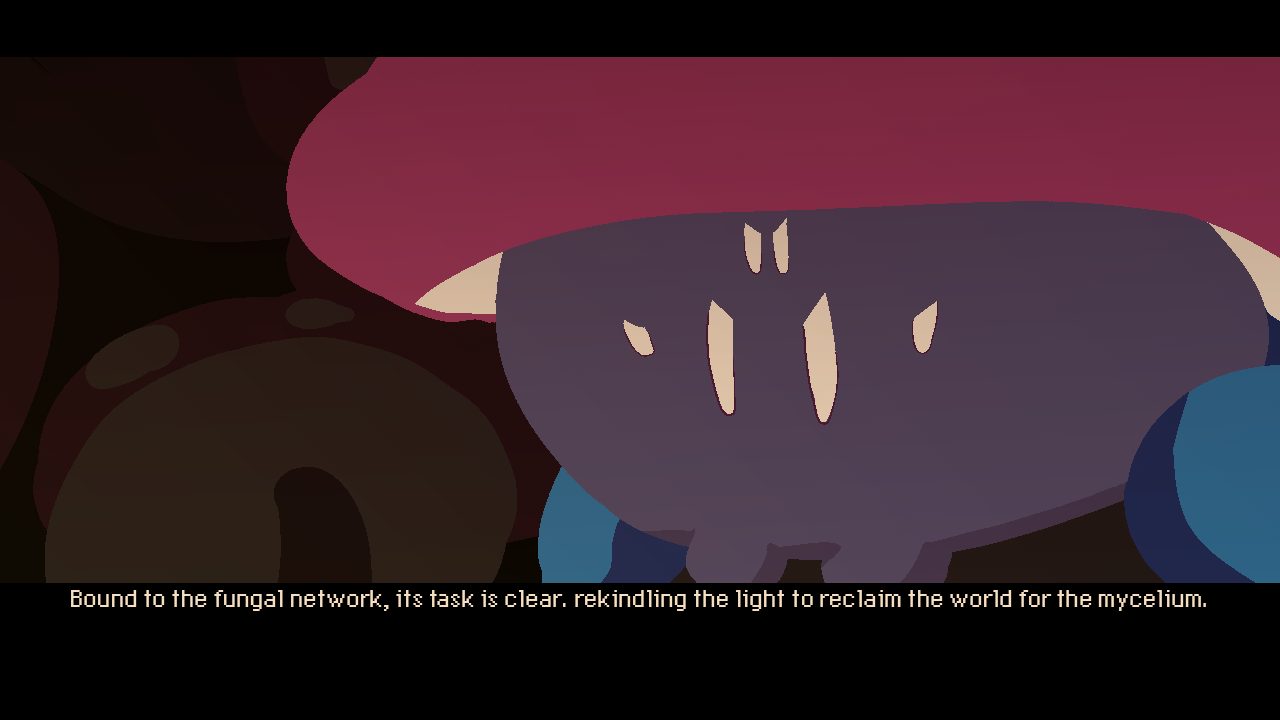 Bound to the fungal network, its task is clear. rekindling the light to reclaim the world for the mycelium.